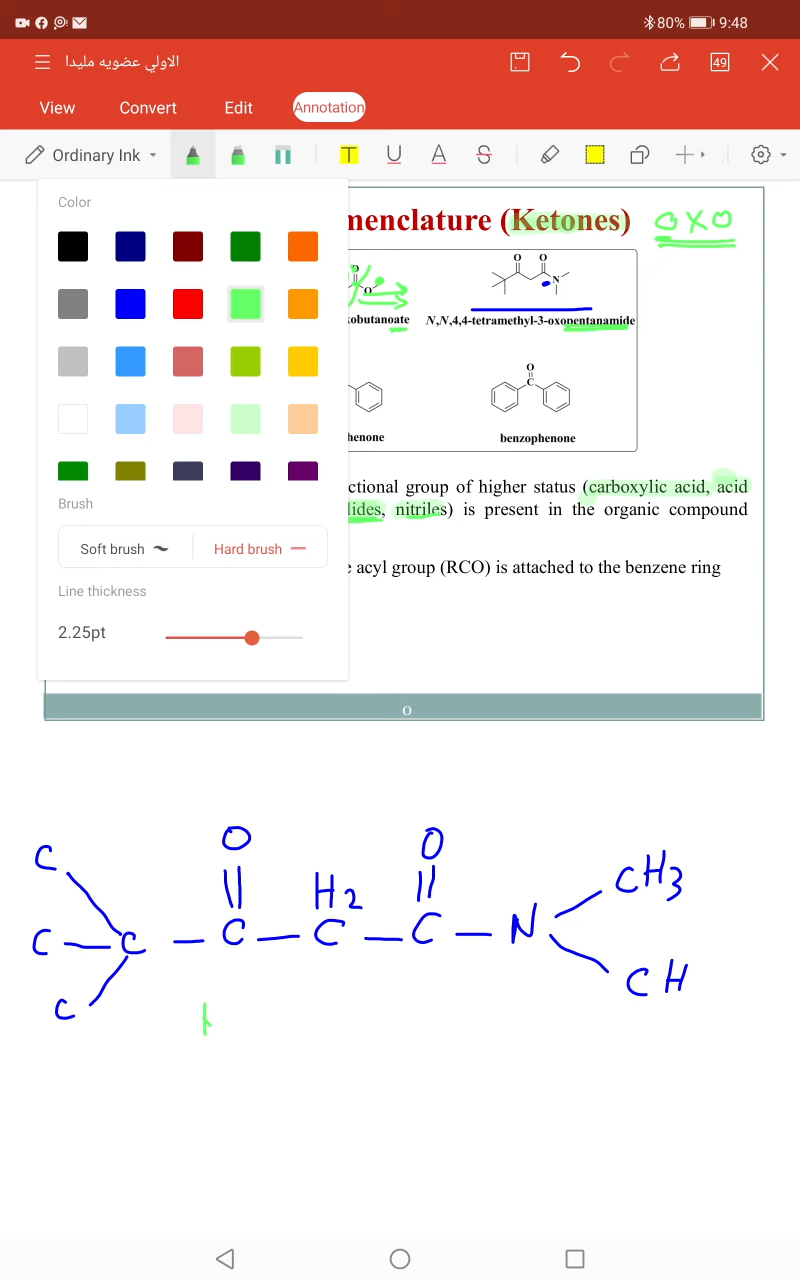 80% 9:48
الاولي عضويه مليدا
49
View Convert Edit Annotation
Ordinary Ink T U A S
Color
menclature (Ketones) OXO
O O O
O N
obutanoate N,N,4,4-tetramethyl-3-oxopentanamide
O
C
henone benzophenone
ctional group of higher status (carboxylic acid, acid
Brush
lides, nitriles) is present in the organic compound
Soft brush Hard brush
e acyl group (RCO) is attached to the benzene ring
Line thickness
2.25pt
O
O O
C H2 CH3
C C C C C N
C CH